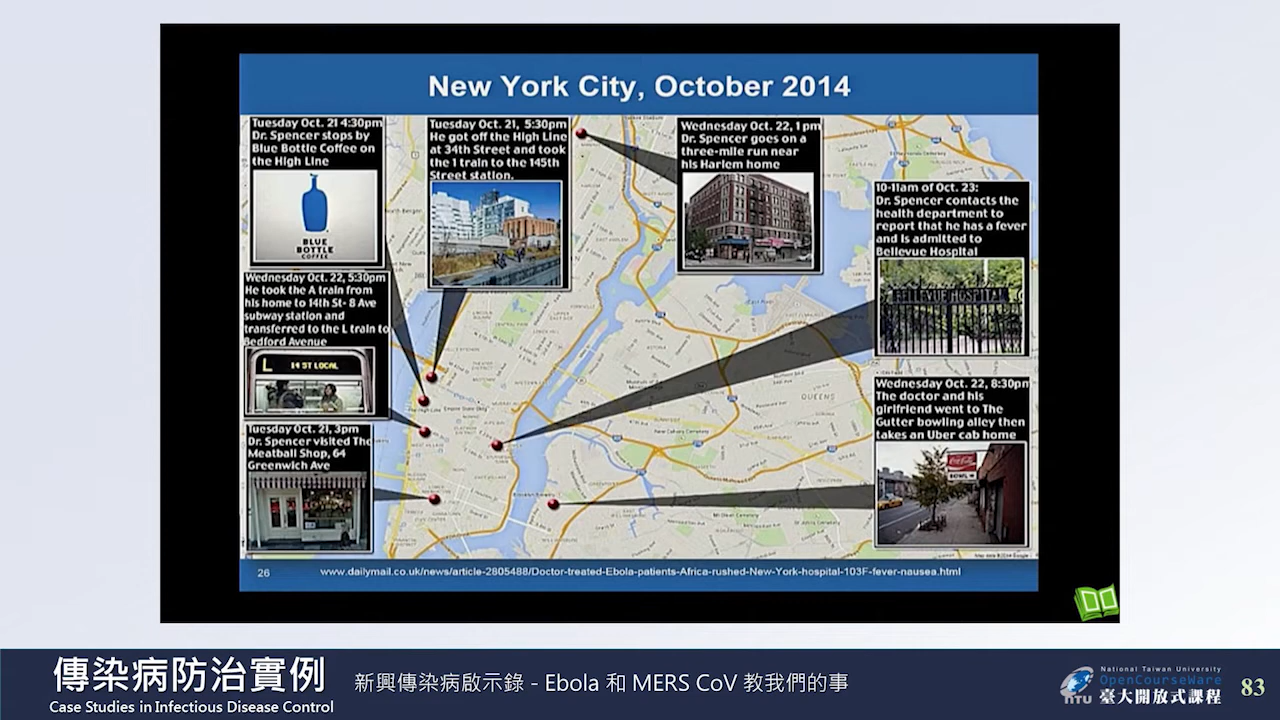 New York City, October 2014
Tuesday Oct. 21 4:30pm
Dr. Spencer stops by
Blue Bottle Coffee on
the High Line
BLUE
BOTTLE
COFFEE
Tuesday Oct. 21, 5:30pm
He got off the High Line
at 34th Street and took
the 1 train to the 145th
Street station.
Wednesday Oct. 22, 1pm
Dr. Spencer goes on a
three-mile run near
his Harlem home
10-11am of Oct. 23:
Dr. Spencer contacts the
health department to
report that he has a fever
and is admitted to
Bellevue Hospital
BELLEVUE HOSPITAL
Wednesday Oct. 22, 5:30pm
He took the A train from
his home to 14th St- 8 Ave
subway station and
transferred to the L train to
Bedford Avenue
L 14 ST LOCAL
Tuesday Oct. 21, 3pm
Dr. Spencer visited The
Meatball Shop, 64
Greenwich Ave
Wednesday Oct. 22, 8:30pm
The doctor and his
girlfriend went to The
Gutter bowling alley then
takes an Uber cab home
Coca-Cola
BOWL
QUEENS
26
www.dailymail.co.uk/news/article-2805488/Doctor-treated-Ebola-patients-Africa-rushed-New-York-hospital-103F-fever-nausea.html
傳染病防治實例
Case Studies in Infectious Disease Control
新興傳染病啟示錄 - Ebola 和 MERS CoV 教我們的事
National Taiwan University
OpenCourseWare
NTU 臺大開放式課程
83